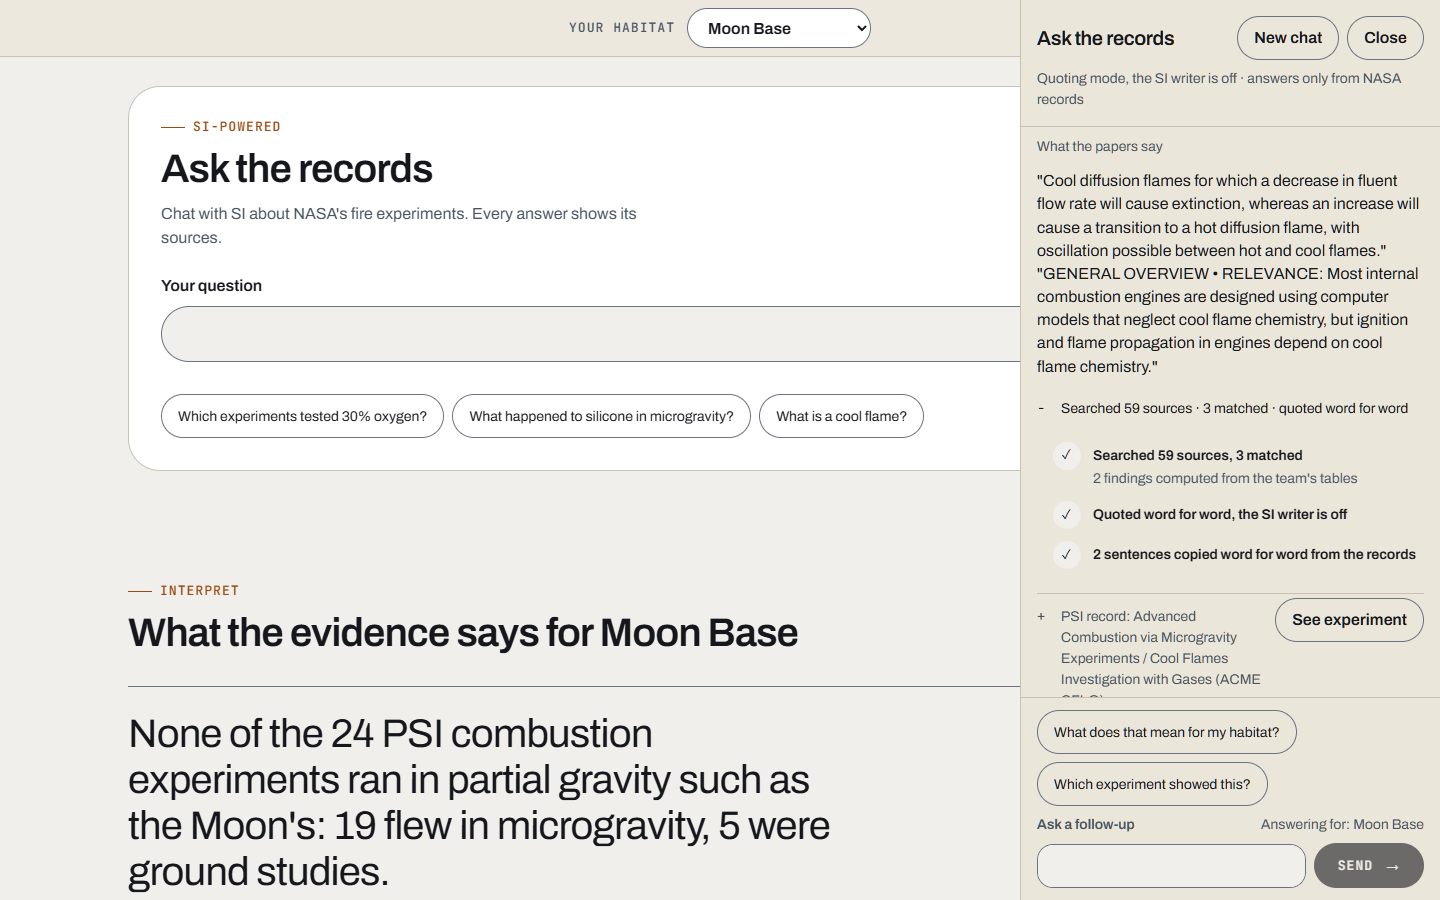 YOUR HABITAT
Moon Base
SI-POWERED
Ask the records
Chat with SI about NASA's fire experiments. Every answer shows its
sources.
Your question
Which experiments tested 30% oxygen?
What happened to silicone in microgravity?
What is a cool flame?
INTERPRET
What the evidence says for Moon Base
None of the 24 PSI combustion
experiments ran in partial gravity such as
the Moon's: 19 flew in microgravity, 5 were
ground studies.
Ask the records
New chat
Close
Quoting mode, the SI writer is off · answers only from NASA
records
What the papers say
"Cool diffusion flames for which a decrease in fluent
flow rate will cause extinction, whereas an increase will
cause a transition to a hot diffusion flame, with
oscillation possible between hot and cool flames."
"GENERAL OVERVIEW • RELEVANCE: Most internal
combustion engines are designed using computer
models that neglect cool flame chemistry, but ignition
and flame propagation in engines depend on cool
flame chemistry."
- Searched 59 sources · 3 matched · quoted word for word
✓ Searched 59 sources, 3 matched
2 findings computed from the team's tables
✓ Quoted word for word, the SI writer is off
✓ 2 sentences copied word for word from the records
+ PSI record: Advanced
Combustion via Microgravity
Experiments / Cool Flames
Investigation with Gases (ACME
See experiment
What does that mean for my habitat?
Which experiment showed this?
Ask a follow-up
Answering for: Moon Base
SEND →